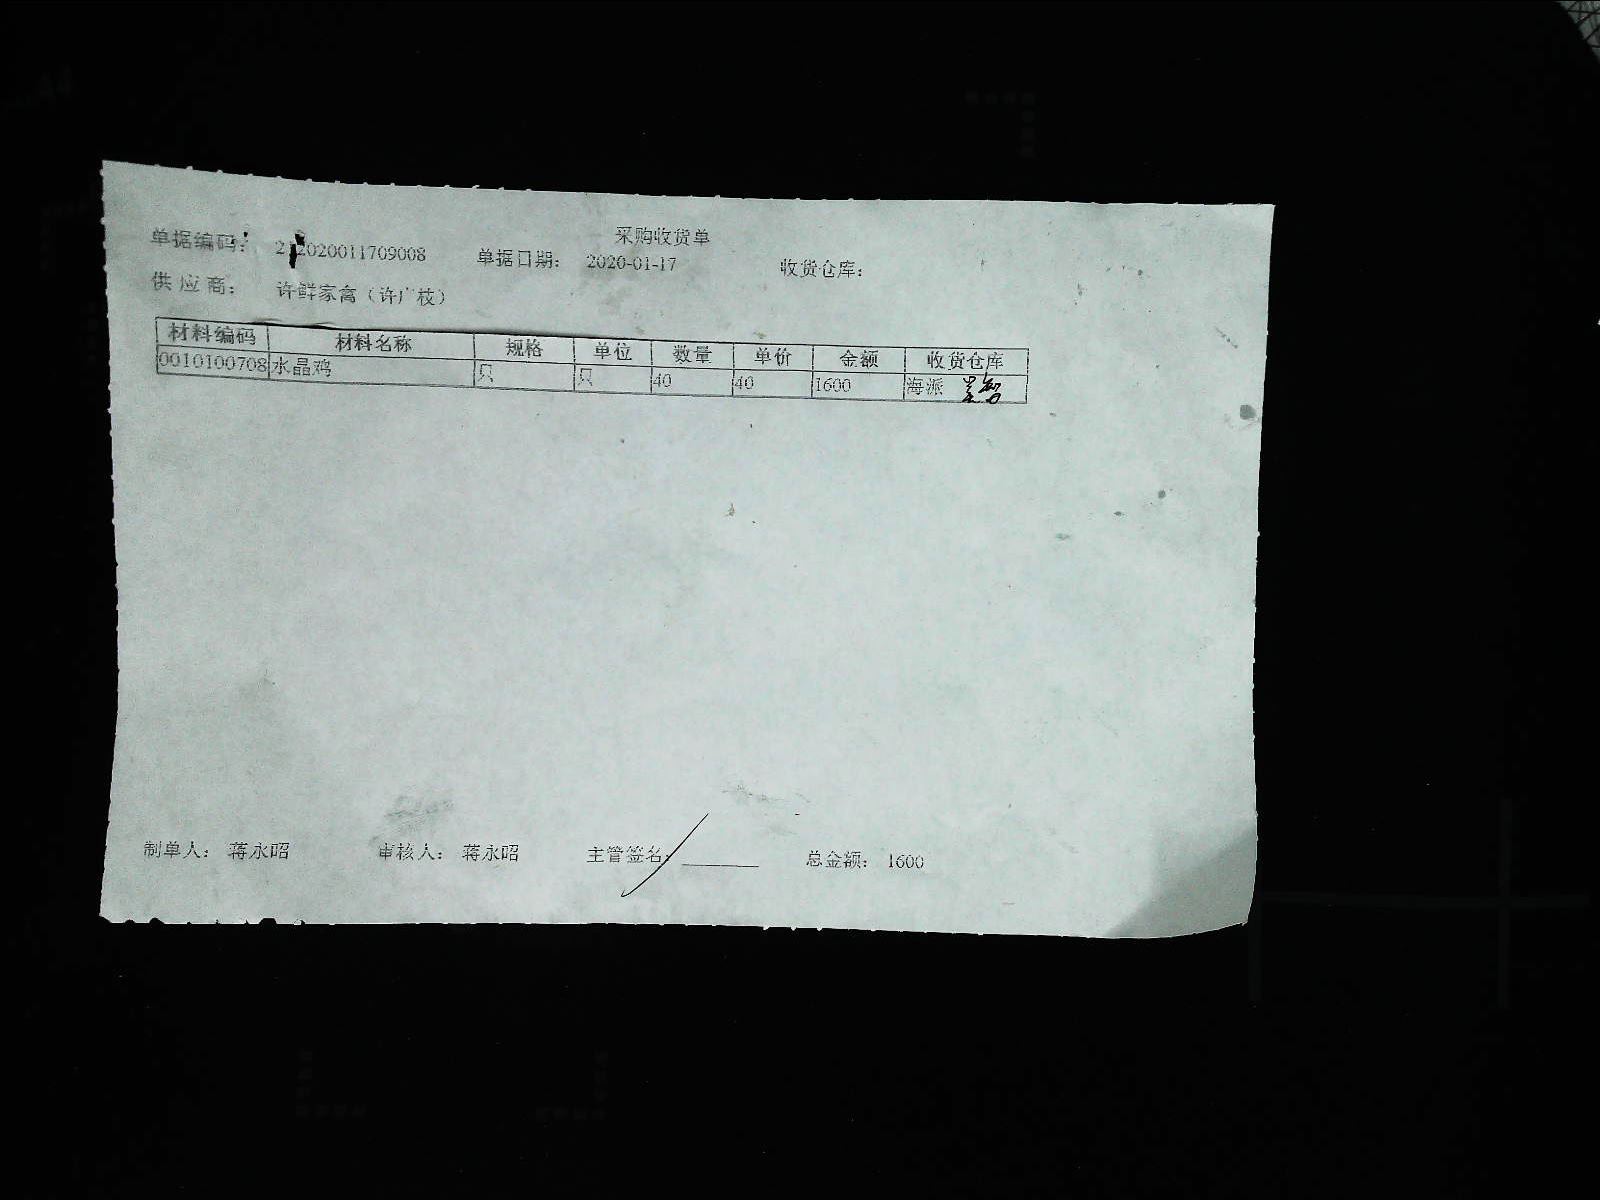 采购收货单
单据编码： 2020011709008 单据日期： 2020-01-17 收货仓库：
供应商： 许鲜家禽（许广枝）
材料编码 材料名称 规格 单位 数量 单价 金额 收货仓库
0010100708 水晶鸡 只 只 40 40 1600 海派
制单人： 蒋永昭 审核人： 蒋永昭 主管签名： 总金额： 1600